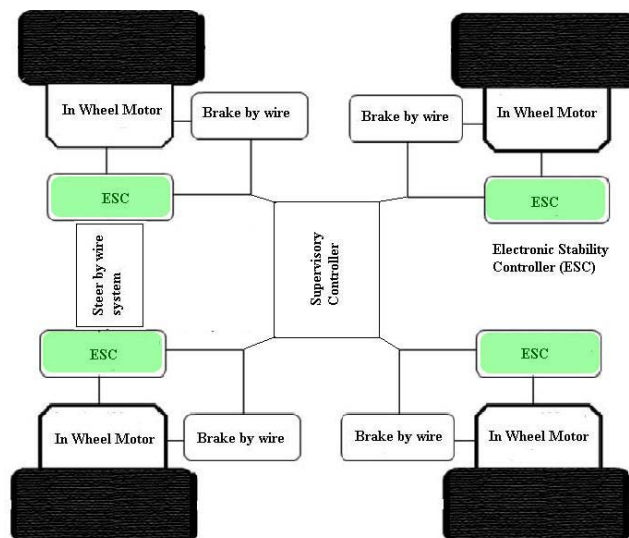 In Wheel Motor
Brake by wire
Brake by wire
In Wheel Motor
ESC
ESC
Steer by wire
system
Supervisory
Controller
Electronic Stability
Controller (ESC)
ESC
ESC
In Wheel Motor
Brake by wire
Brake by wire
In Wheel Motor